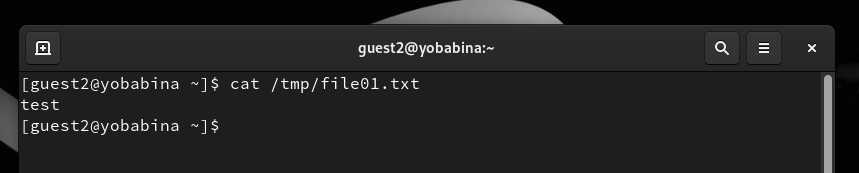 guest2@yobabina:~
[guest2@yobabina ~]$ cat /tmp/file01.txt
test
[guest2@yobabina ~]$